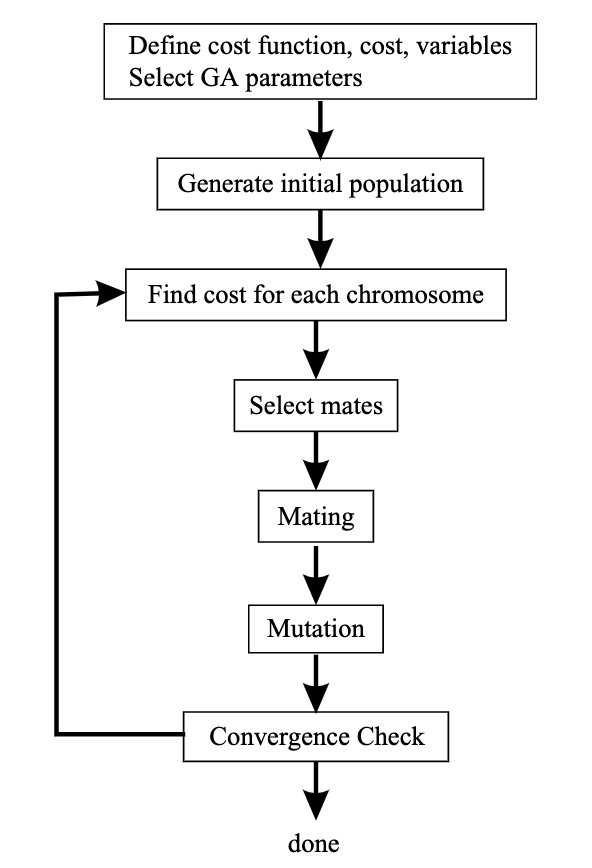 Define cost function, cost, variables
Select GA parameters
Generate initial population
Find cost for each chromosome
Select mates
Mating
Mutation
Convergence Check
done